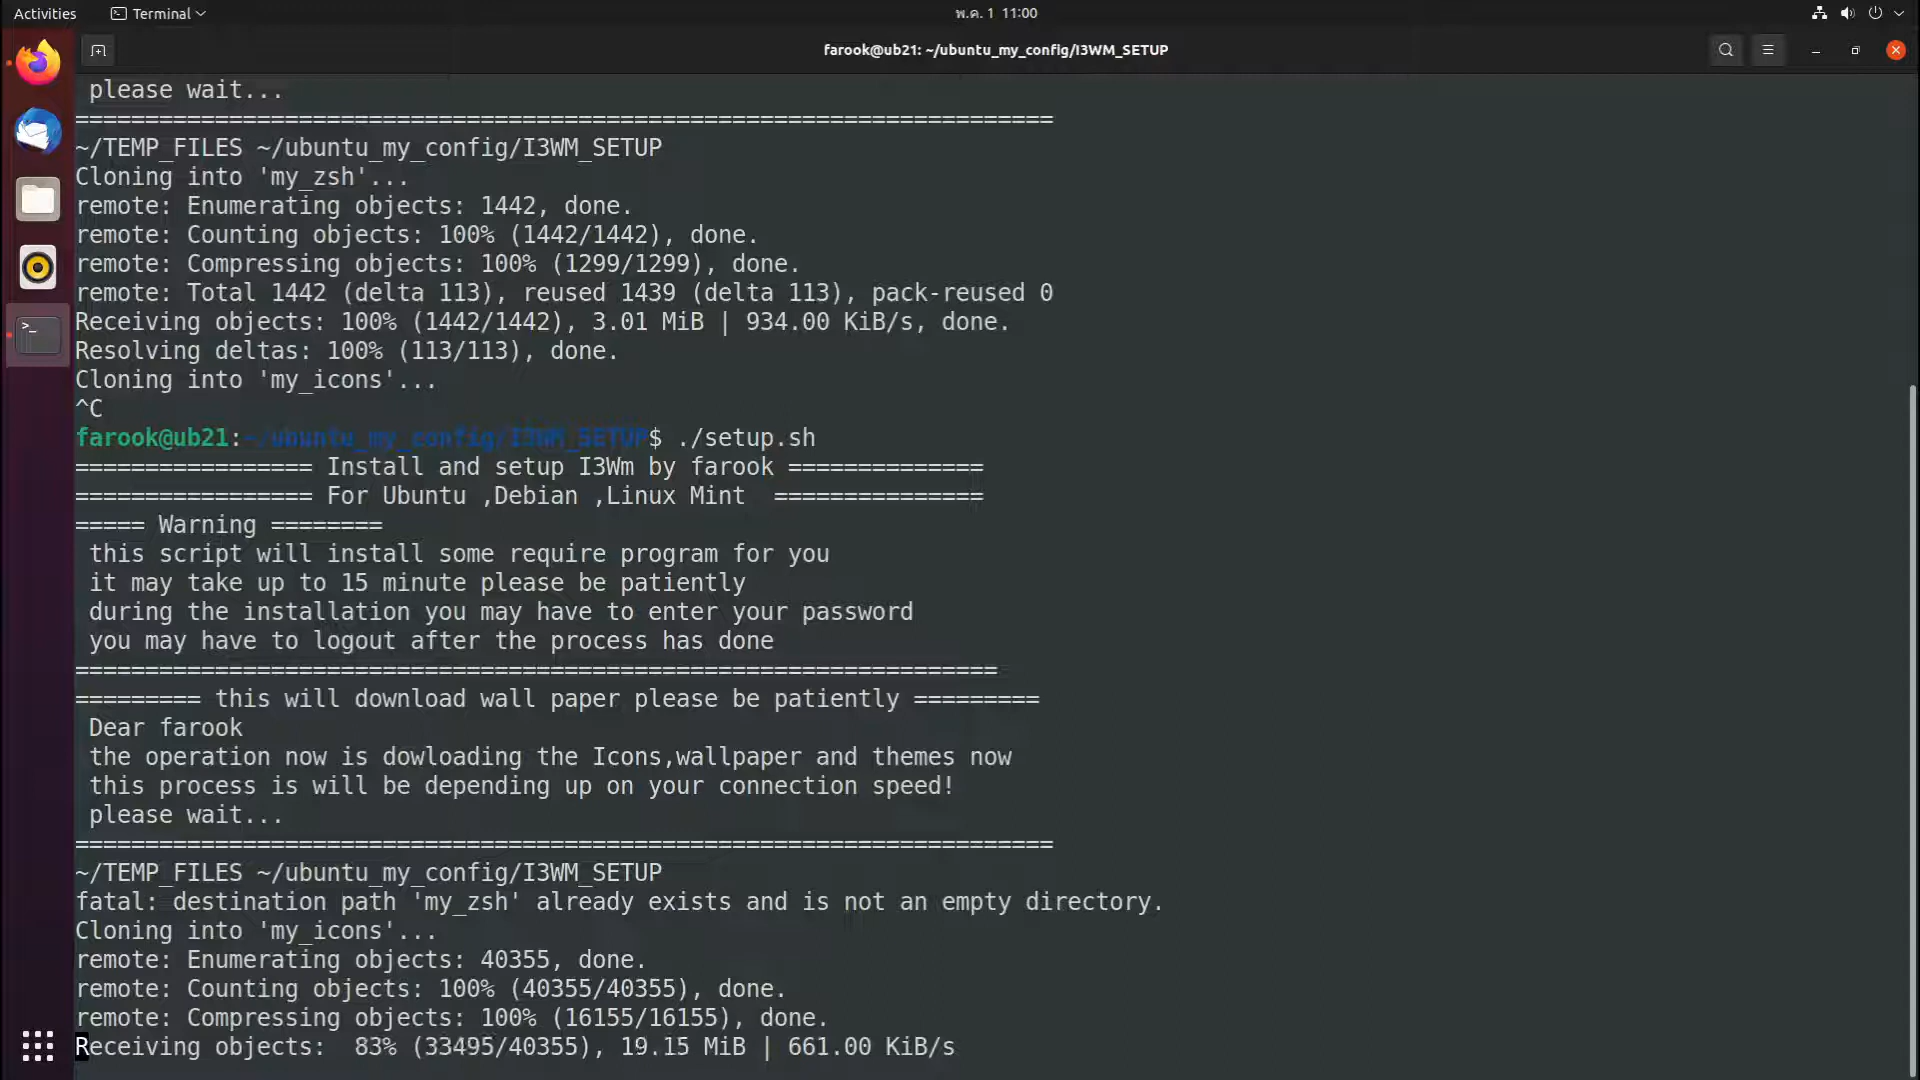 Activities
Terminal
พ.ค. 1 11:00
farook@ub21: ~/ubuntu_my_config/I3WM_SETUP
please wait...
======================================================================
~/TEMP_FILES ~/ubuntu_my_config/I3WM_SETUP
Cloning into 'my_zsh'...
remote: Enumerating objects: 1442, done.
remote: Counting objects: 100% (1442/1442), done.
remote: Compressing objects: 100% (1299/1299), done.
remote: Total 1442 (delta 113), reused 1439 (delta 113), pack-reused 0
Receiving objects: 100% (1442/1442), 3.01 MiB | 934.00 KiB/s, done.
Resolving deltas: 100% (113/113), done.
Cloning into 'my_icons'...
^C
farook@ub21:~/ubuntu_my_config/I3WM_SETUP$ ./setup.sh
================= Install and setup I3Wm by farook ==============
================= For Ubuntu ,Debian ,Linux Mint  ===============
===== Warning ========
this script will install some require program for you
it may take up to 15 minute please be patiently
during the installation you may have to enter your password
you may have to logout after the process has done
==================================================================
========= this will download wall paper please be patiently =========
Dear farook
the operation now is dowloading the Icons,wallpaper and themes now
this process is will be depending up on your connection speed!
please wait...
======================================================================
~/TEMP_FILES ~/ubuntu_my_config/I3WM_SETUP
fatal: destination path 'my_zsh' already exists and is not an empty directory.
Cloning into 'my_icons'...
remote: Enumerating objects: 40355, done.
remote: Counting objects: 100% (40355/40355), done.
remote: Compressing objects: 100% (16155/16155), done.
Receiving objects:  83% (33495/40355), 19.15 MiB | 661.00 KiB/s